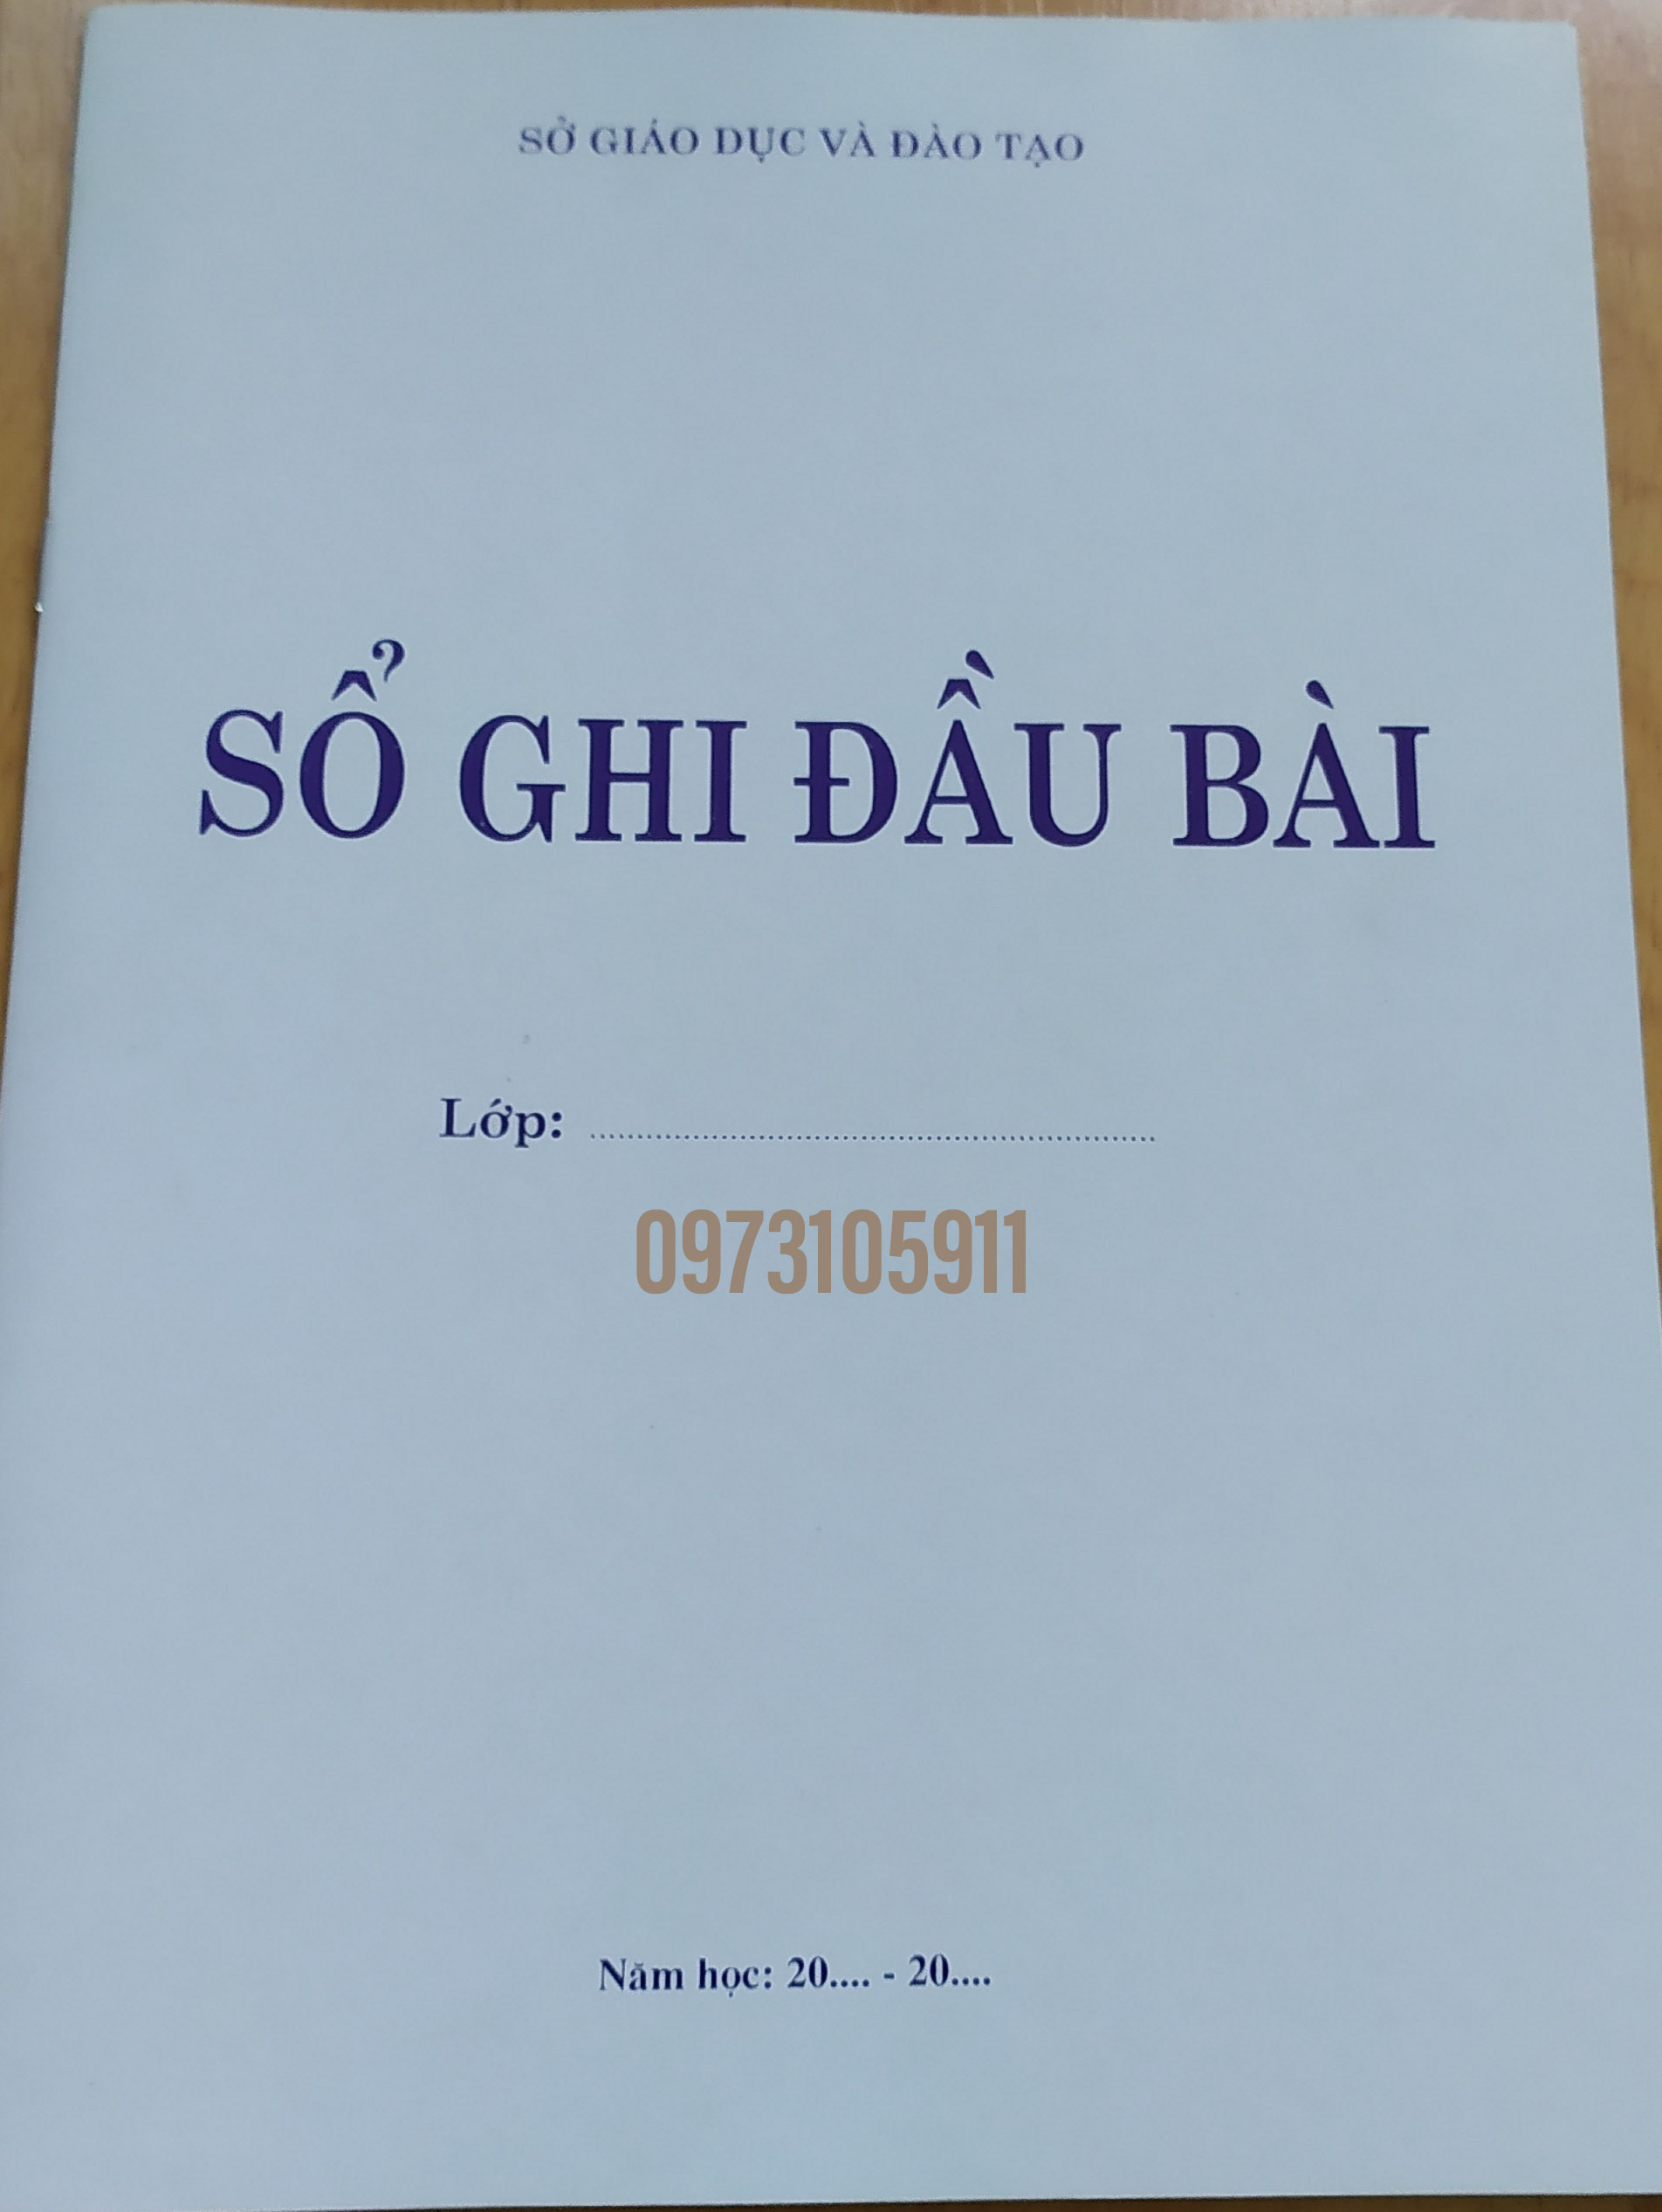 SỞ GIÁO DỤC VÀ ĐÀO TẠO
SỔ GHI ĐẦU BÀI
Lớp: ........................................................
0973105911
Năm học: 20.... - 20....